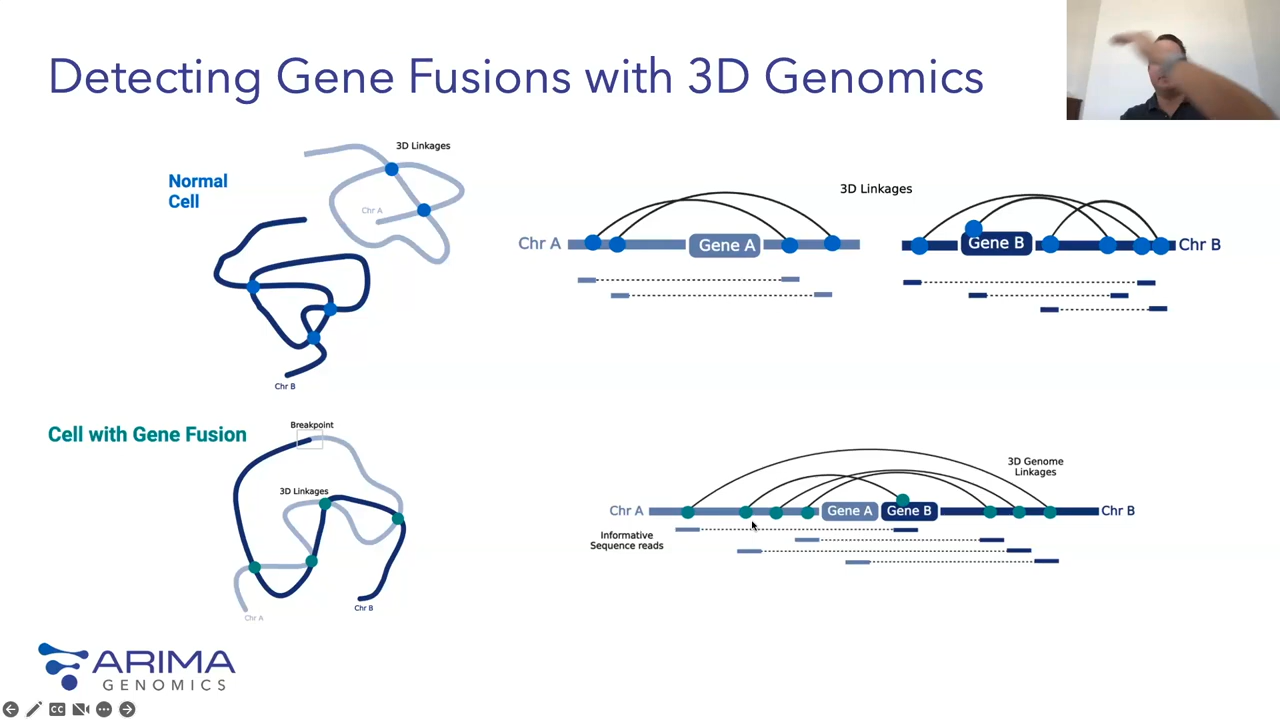 Detecting Gene Fusions with 3D Genomics
Normal
Cell
3D Linkages
Chr A
Chr B
Chr A
Gene A
3D Linkages
Gene B
Chr B
Cell with Gene Fusion
Breakpoint
3D Linkages
Chr A
Chr B
3D Genome
Linkages
Chr A
Gene A
Gene B
Chr B
Informative
Sequence reads
ARIMA
GENOMICS
CC